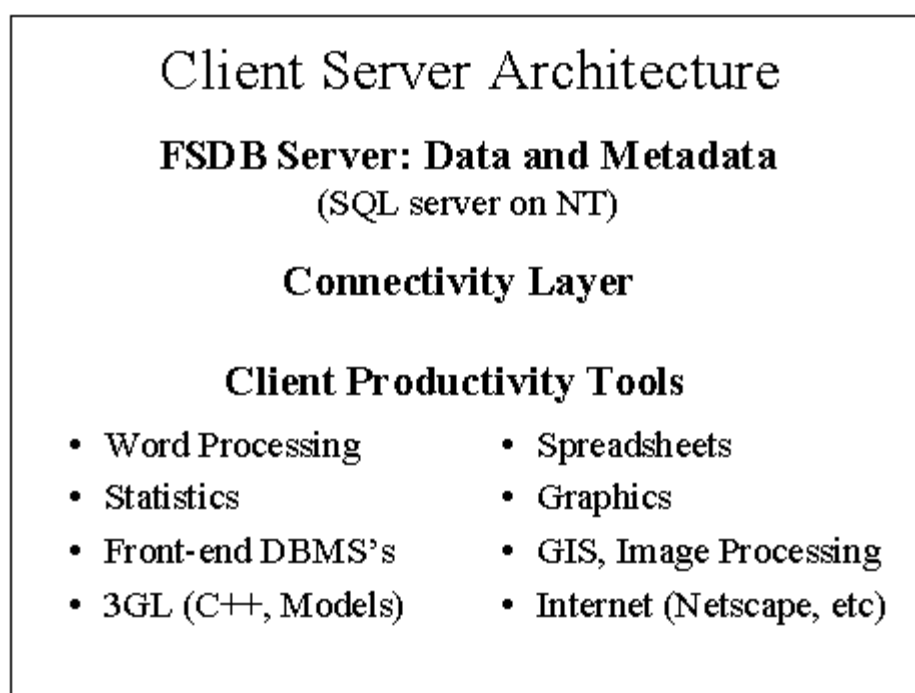 Client Server Architecture
FSDB Server: Data and Metadata
(SQL server on NT)
Connectivity Layer
Client Productivity Tools
• Word Processing
• Statistics
• Front-end DBMS's
• 3GL (C++, Models)
• Spreadsheets
• Graphics
• GIS, Image Processing
• Internet (Netscape, etc)